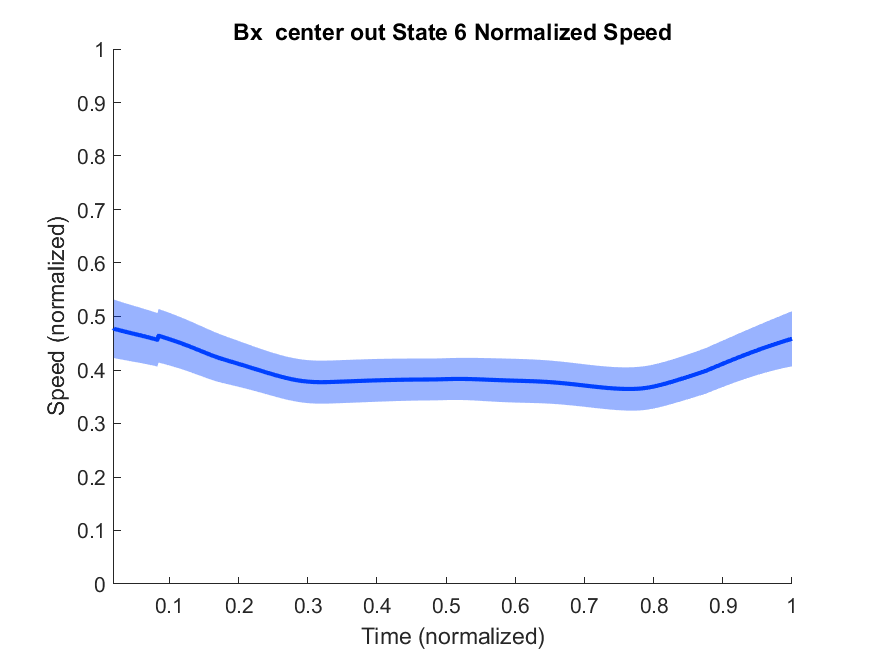 Bx  center out State 6 Normalized Speed
1
0.9
0.8
0.7
0.6
0.5
0.4
0.3
0.2
0.1
0
Speed (normalized)
0.1 0.2 0.3 0.4 0.5 0.6 0.7 0.8 0.9 1
Time (normalized)